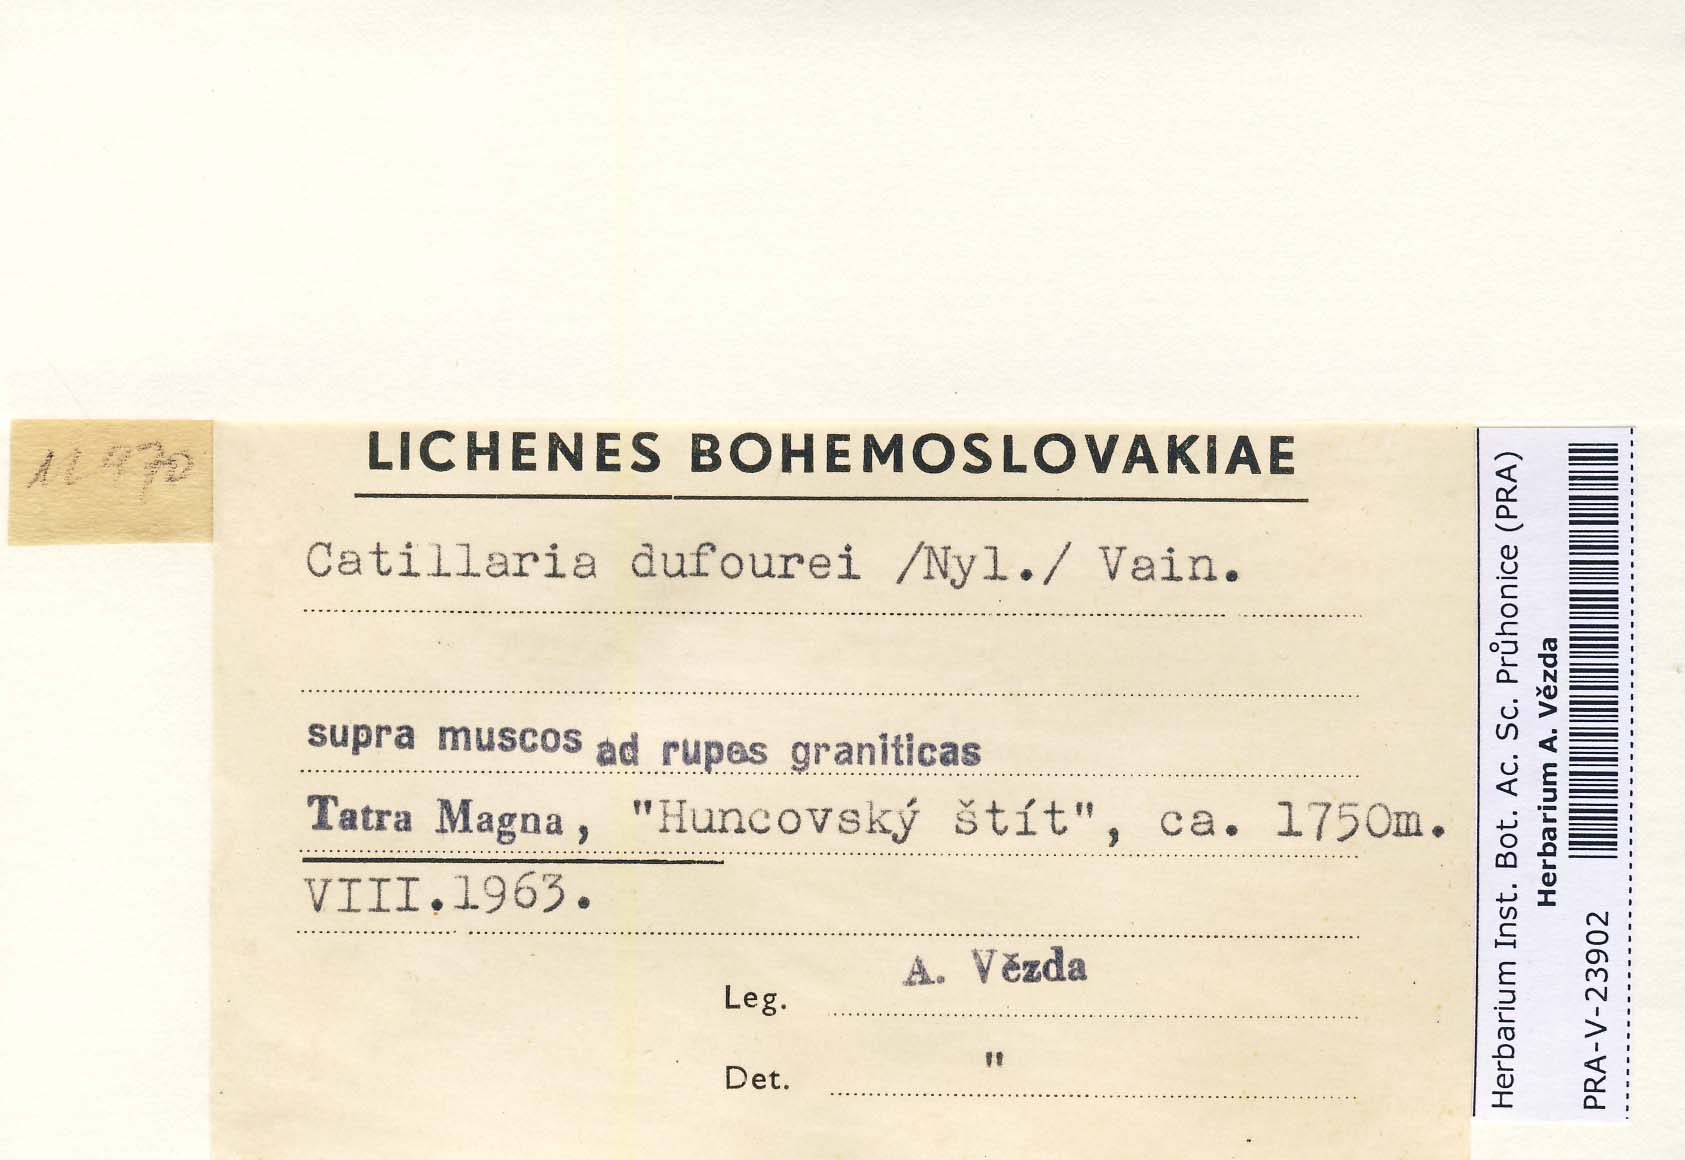 LICHENES BOHEMOSLOVAKIAE
Catillaria dufourei /Nyl./ Vain.
supra muscos ad rupes graniticas
Tatra Magna, "Huncovský štít", ca. 1750m.
VIII.1963.
Leg. A. Vězda
Det. "
Herbarium Inst. Bot. Ac. Sc. Průhonice (PRA)
Herbarium A. Vězda
PRA-V-23902